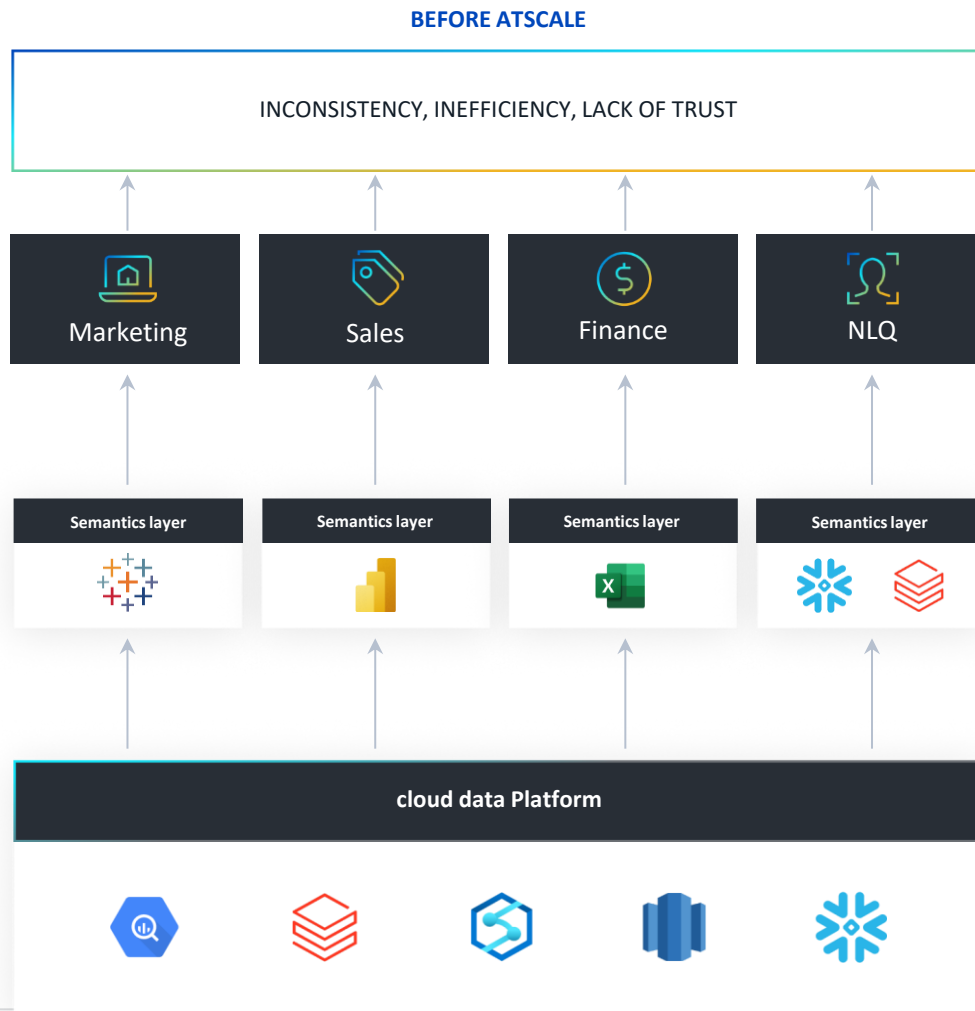 BEFORE ATSCALE
INCONSISTENCY, INEFFICIENCY, LACK OF TRUST
Marketing
Sales
Finance
NLQ
Semantics layer
Semantics layer
Semantics layer
Semantics layer
X
cloud data Platform